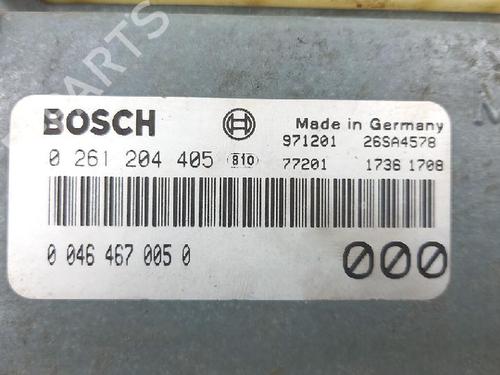 PARTS
BOSCH
Made in Germany
971201 26SA4578
0 261 204 405 810 77201 1736 1708
0 046 467 005 0 000